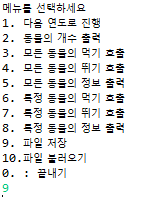 메뉴를 선택하세요
1. 다음 연도로 진행
2. 동물의 개수 출력
3. 모든 동물의 먹기 호출
4. 모든 동물의 뛰기 호출
5. 모든 동물의 정보 출력
6. 특정 동물의 먹기 호출
7. 특정 동물의 뛰기 호출
8. 특정 동물의 정보 출력
9. 파일 저장
10.파일 불러오기
0. : 끝내기
9